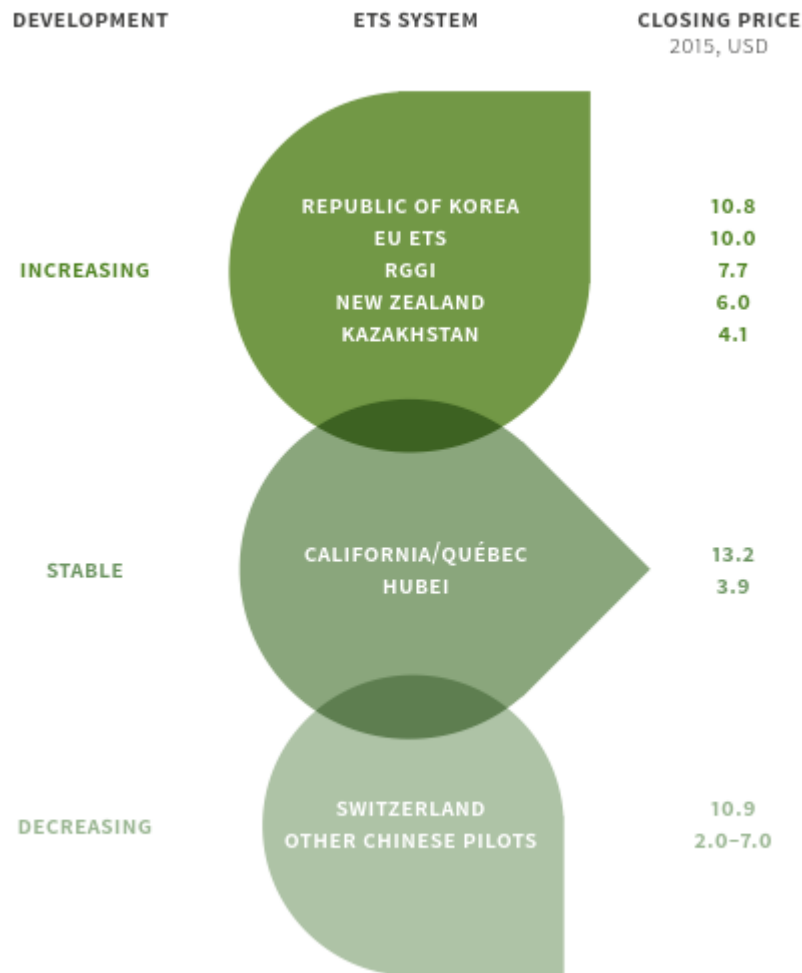 DEVELOPMENT ETS SYSTEM CLOSING PRICE
2015, USD
REPUBLIC OF KOREA 10.8
EU ETS 10.0
INCREASING RGGI 7.7
NEW ZEALAND 6.0
KAZAKHSTAN 4.1
CALIFORNIA/QUÉBEC 13.2
STABLE
HUBEI 3.9
SWITZERLAND 10.9
DECREASING
OTHER CHINESE PILOTS 2.0–7.0